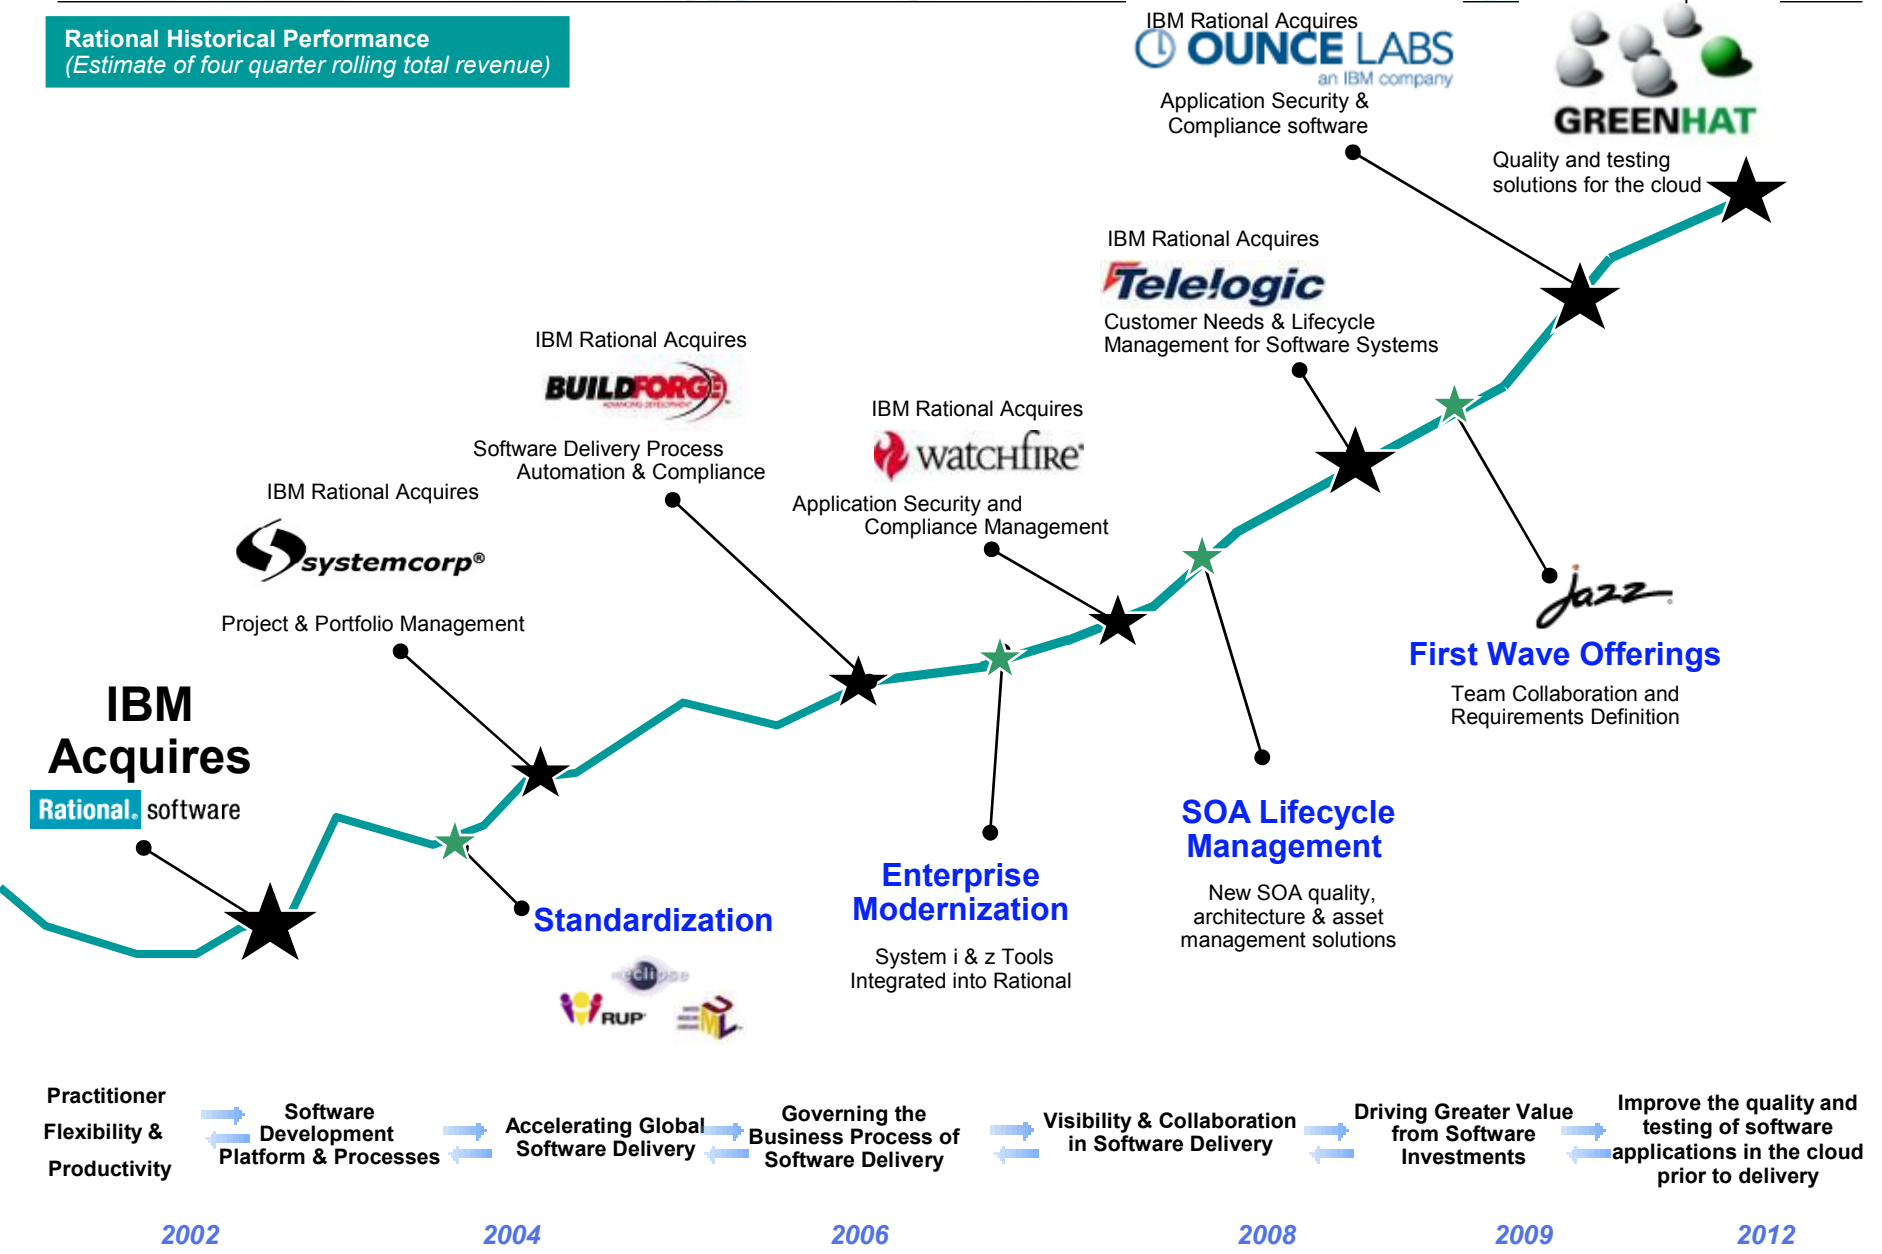 Rational Historical Performance
(Estimate of four quarter rolling total revenue)
IBM Rational Acquires
OUNCE LABS
an IBM company
Application Security &
Compliance software
GREENHAT
Quality and testing
solutions for the cloud
IBM Rational Acquires
Telelogic
Customer Needs & Lifecycle
Management for Software Systems
IBM Rational Acquires
BUILDFORGE
ADVANCING DEVELOPMENT
Software Delivery Process
Automation & Compliance
IBM Rational Acquires
watchfire
Application Security and
Compliance Management
IBM Rational Acquires
systemcorp®
Project & Portfolio Management
IBM
Acquires
Rational. software
Jazz
First Wave Offerings
Team Collaboration and
Requirements Definition
SOA Lifecycle
Management
New SOA quality,
architecture & asset
management solutions
Enterprise
Modernization
System i & z Tools
Integrated into Rational
Standardization
eclipse
RUP
UML
Practitioner
Flexibility &
Productivity
Software
Development
Platform & Processes
Accelerating Global
Software Delivery
Governing the
Business Process of
Software Delivery
Visibility & Collaboration
in Software Delivery
Driving Greater Value
from Software
Investments
Improve the quality and
testing of software
applications in the cloud
prior to delivery
2002
2004
2006
2008
2009
2012